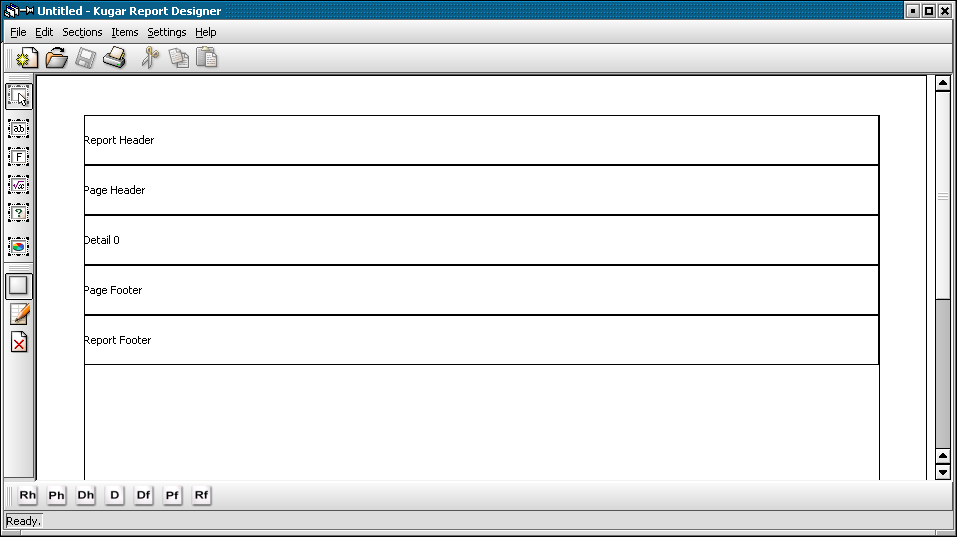 Untitled - Kugar Report Designer
File Edit Sections Items Settings Help
ab
F
√α
?
Report Header
Page Header
Detail 0
Page Footer
Report Footer
Rh Ph Dh D Df Pf Rf
Ready.